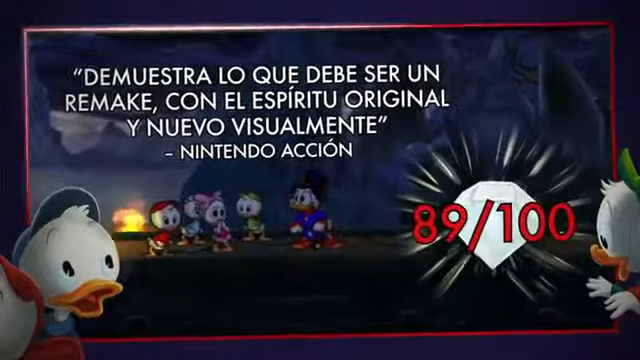 “DEMUESTRA LO QUE DEBE SER UN
REMAKE, CON EL ESPÍRITU ORIGINAL
Y NUEVO VISUALMENTE”
– NINTENDO ACCIÓN
89/100